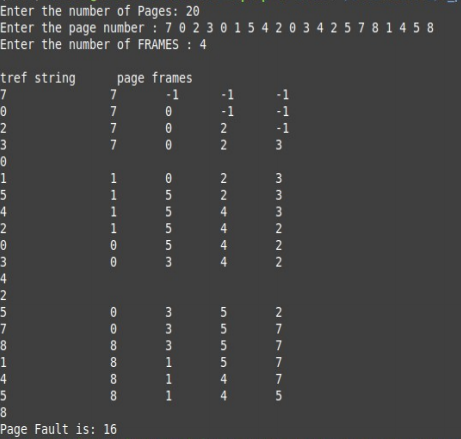 Enter the number of Pages: 20
Enter the page number : 7 0 2 3 0 1 5 4 2 0 3 4 2 5 7 8 1 4 5 8
Enter the number of FRAMES : 4
tref string page frames
7 7 -1 -1 -1
0 7 0 -1 -1
2 7 0 2 -1
3 7 0 2 3
0
1 1 0 2 3
5 1 5 2 3
4 1 5 4 3
2 1 5 4 2
0 0 5 4 2
3 0 3 4 2
4
2
5 0 3 5 2
7 0 3 5 7
8 8 3 5 7
1 8 1 5 7
4 8 1 4 7
5 8 1 4 5
8
Page Fault is: 16